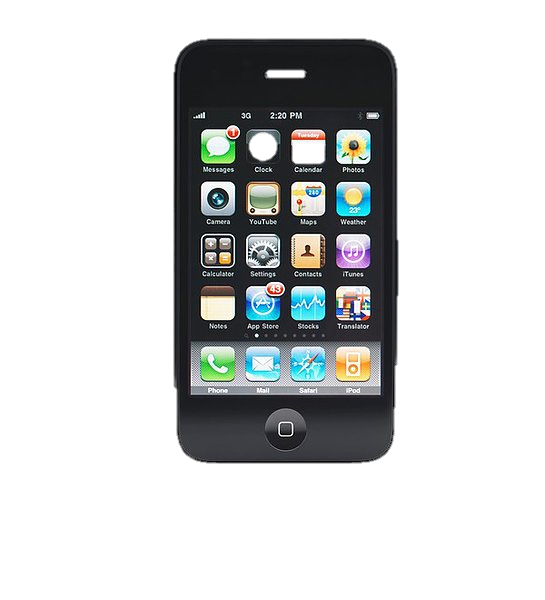 3G 2:20 PM
1
Tuesday
Messages Clock Calendar Photos
280
23°
Camera YouTube Maps Weather
Calculator Settings Contacts iTunes
43
Notes App Store Stocks Translator
Phone Mail Safari iPod